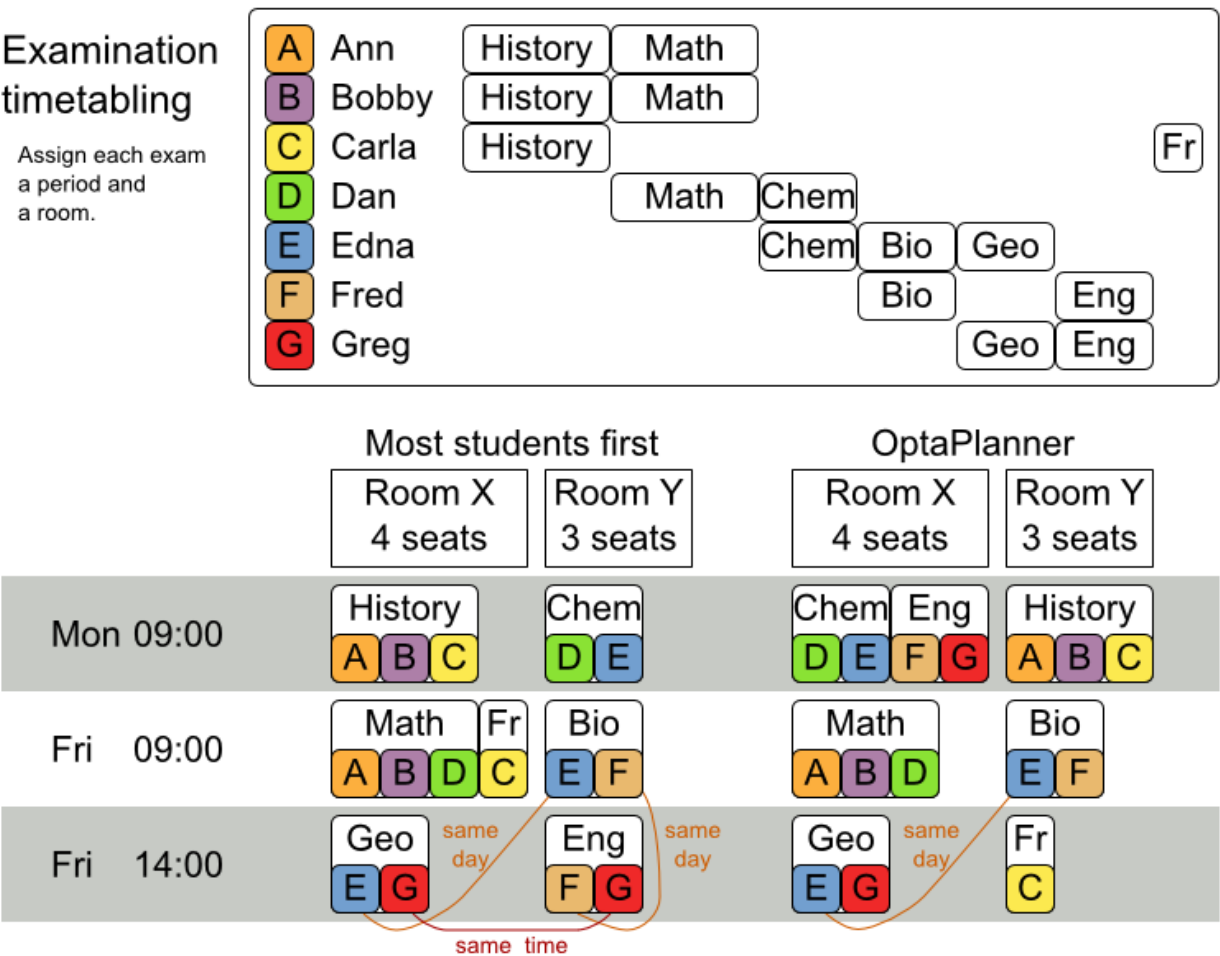 Examination
timetabling
Assign each exam
a period and
a room.
A Ann History Math
B Bobby History Math
C Carla History Fr
D Dan Math Chem
E Edna Chem Bio Geo
F Fred Bio Eng
G Greg Geo Eng
Most students first OptaPlanner
Room X Room Y Room X Room Y
4 seats 3 seats 4 seats 3 seats
History Chem Chem Eng History
Mon 09:00
A B C D E D E F G A B C
Math Fr Bio Math Bio
Fri 09:00
A B D C E F A B D E F
Geo same Eng same Geo same Fr
day day day
Fri 14:00
E G F G E G C
same time